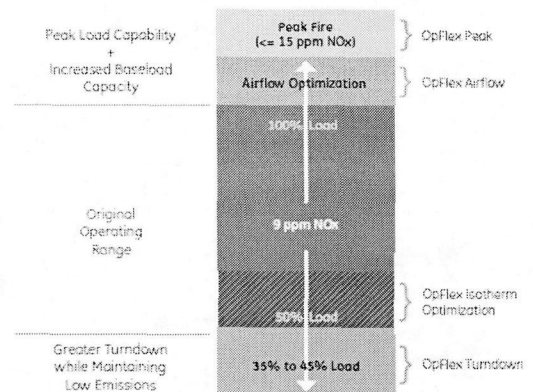 Peak Load Capability
+
Increased Baseload
Capacity
Peak Fire
(<= 15 ppm NOx)
OpFlex Peak
Airflow Optimization
OpFlex Airflow
100% Load
Original
Operating
Range
9 ppm NOx
50% Load
OpFlex Isotherm
Optimization
Greater Turndown
while Maintaining
Low Emissions
35% to 45% Load
OpFlex Turndown